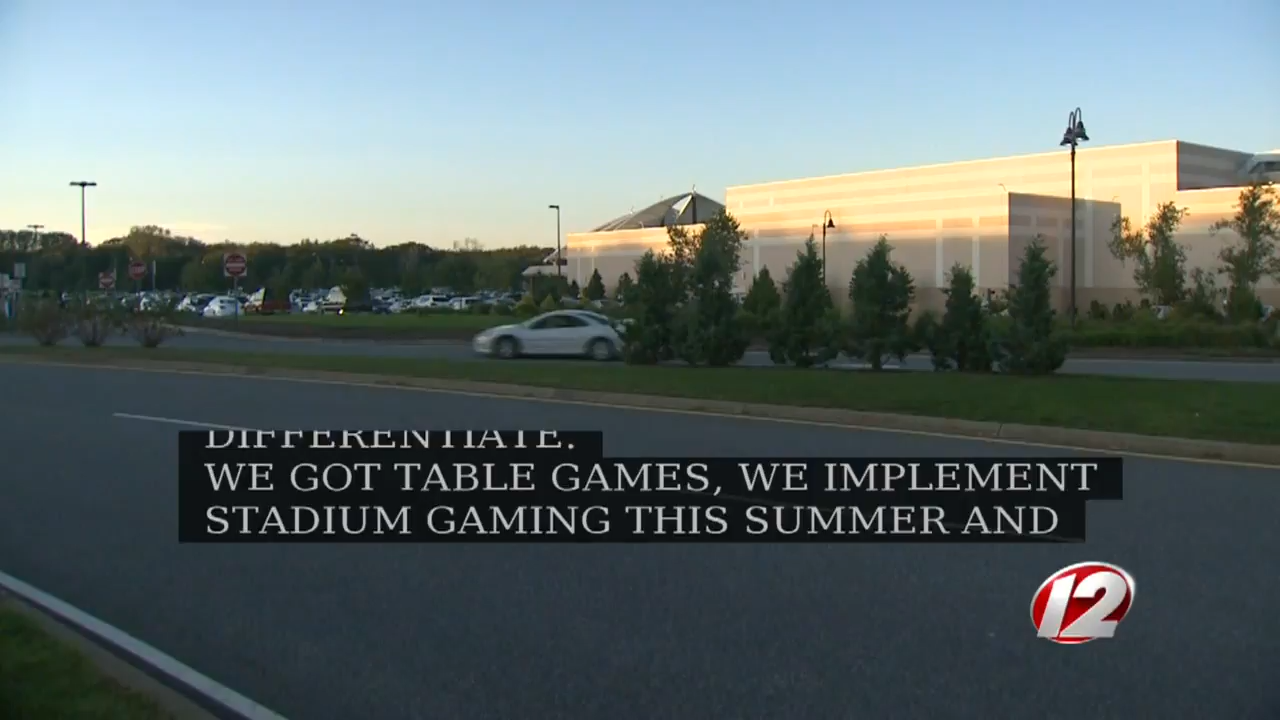 DIFFERENTIATE.
WE GOT TABLE GAMES, WE IMPLEMENT
STADIUM GAMING THIS SUMMER AND
12